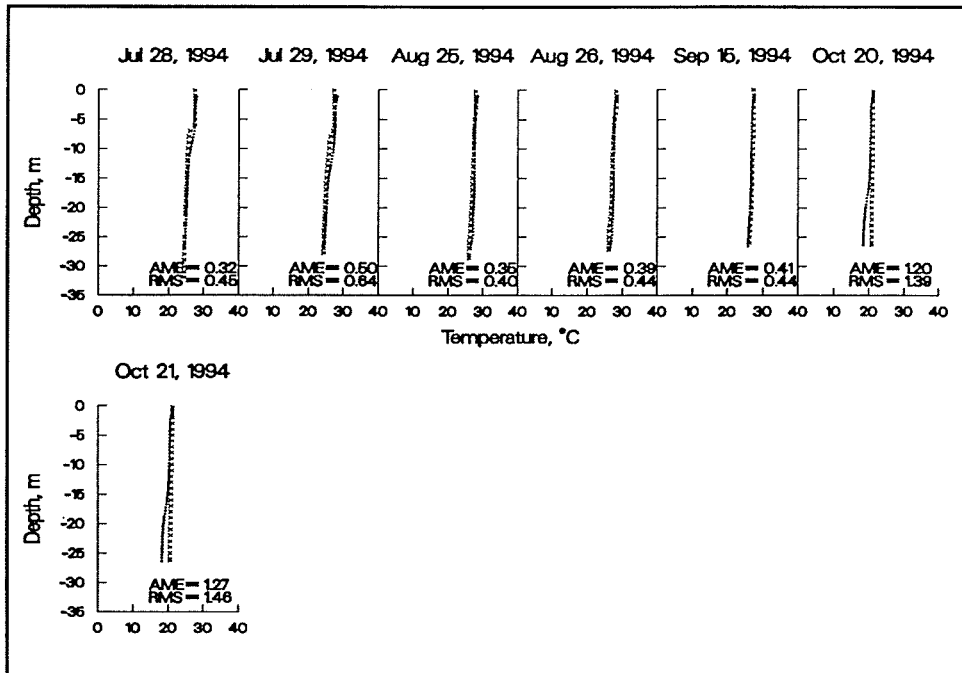 Jul 28, 1994 Jul 29, 1994 Aug 25, 1994 Aug 26, 1994 Sep 15, 1994 Oct 20, 1994
0
-5
-10
-15
-20
-25
-30
-35
Depth, m
AME= 0.32 AME= 0.50 AME= 0.35 AME= 0.39 AME= 0.41 AME= 1.20
RMS= 0.45 RMS= 0.64 RMS= 0.40 RMS= 0.44 RMS= 0.44 RMS= 1.39
0 10 20 30 40 10 20 30 40 10 20 30 40 10 20 30 40 10 20 30 40 10 20 30 40
Temperature, °C
Oct 21, 1994
0
-5
-10
-15
-20
-25
-30
-35
Depth, m
AME= 1.27
RMS= 1.46
0 10 20 30 40